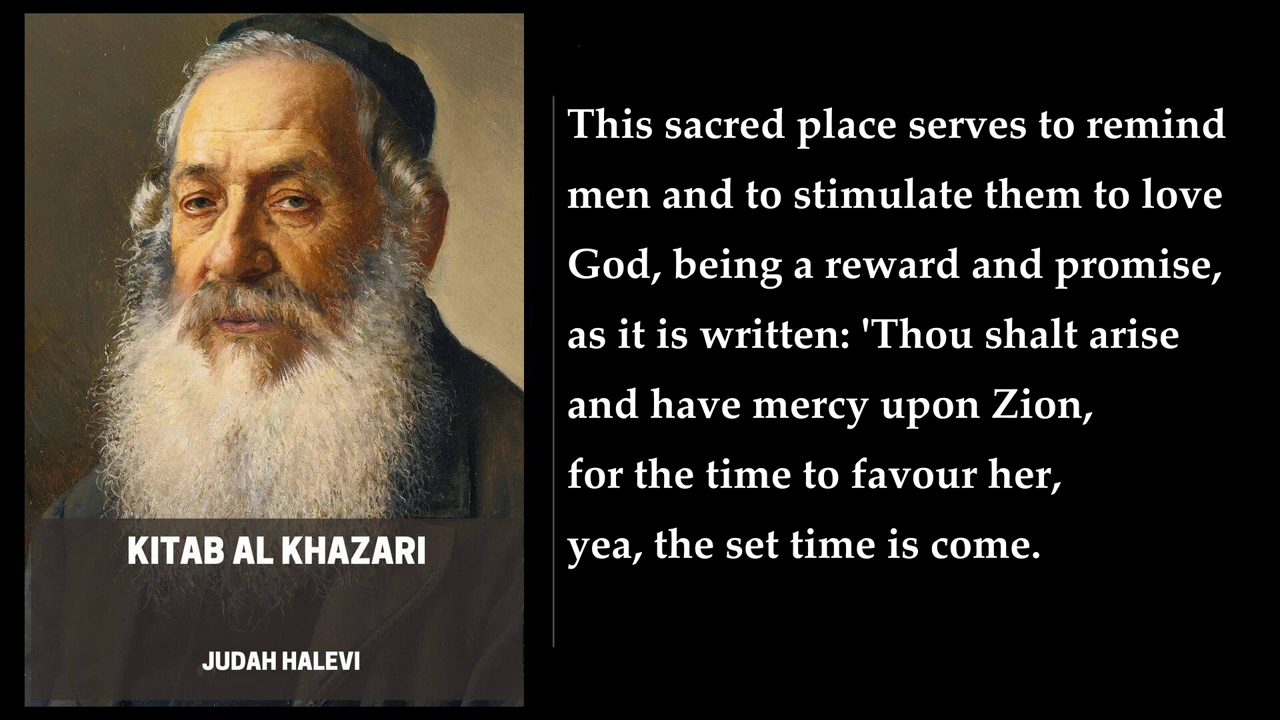 KITAB AL KHAZARI
JUDAH HALEVI
This sacred place serves to remind
men and to stimulate them to love
God, being a reward and promise,
as it is written: 'Thou shalt arise
and have mercy upon Zion,
for the time to favour her,
yea, the set time is come.